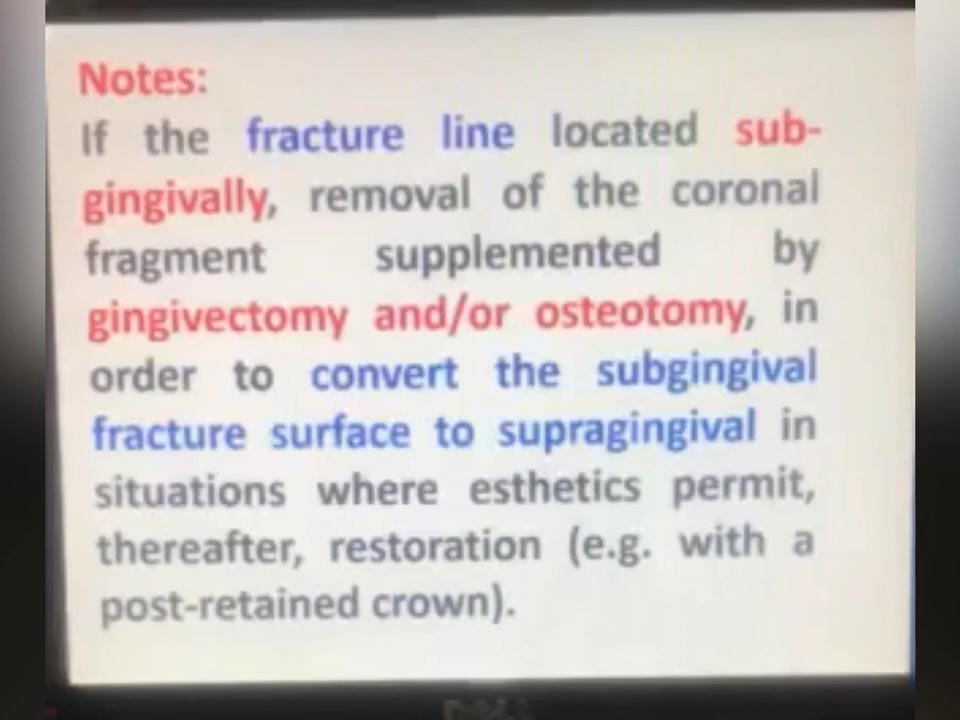 Notes:
If the fracture line located sub-
gingivally, removal of the coronal
fragment supplemented by
gingivectomy and/or osteotomy, in
order to convert the subgingival
fracture surface to supragingival in
situations where esthetics permit,
thereafter, restoration (e.g. with a
post-retained crown).